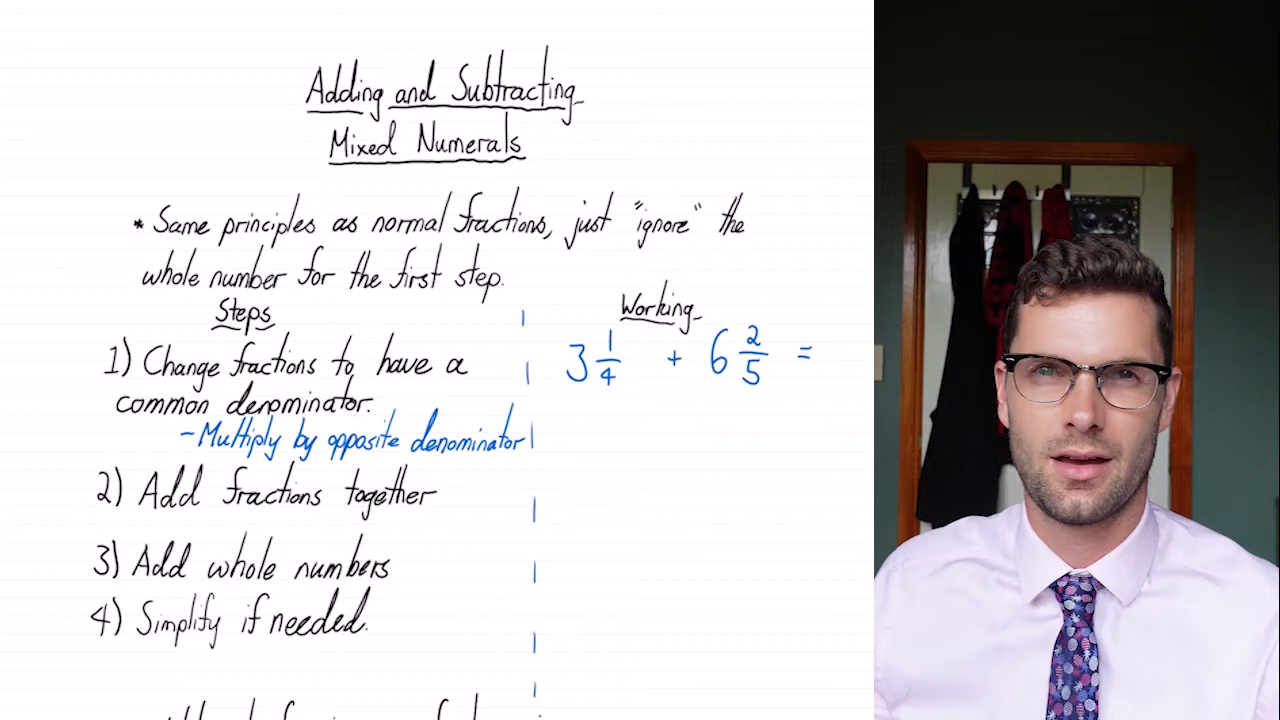 Adding and Subtracting
Mixed Numerals
* Same principles as normal fractions, just "ignore" the
whole number for the first step.
Steps
1) Change fractions to have a
common denominator.
- Multiply by opposite denominator
2) Add fractions together
3) Add whole numbers
4) Simplify if needed.
Working
3 1/4 + 6 2/5 =